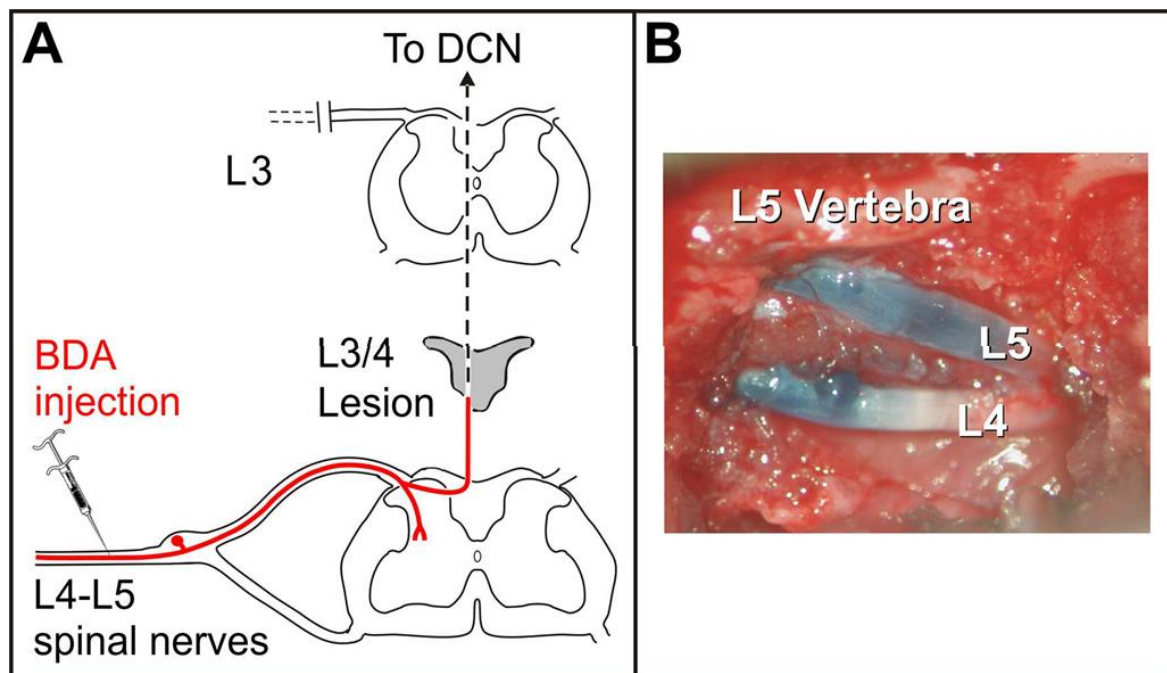 A
To DCN
L3
BDA
injection
L3/4
Lesion
L4-L5
spinal nerves
B
L5 Vertebra
L5
L4